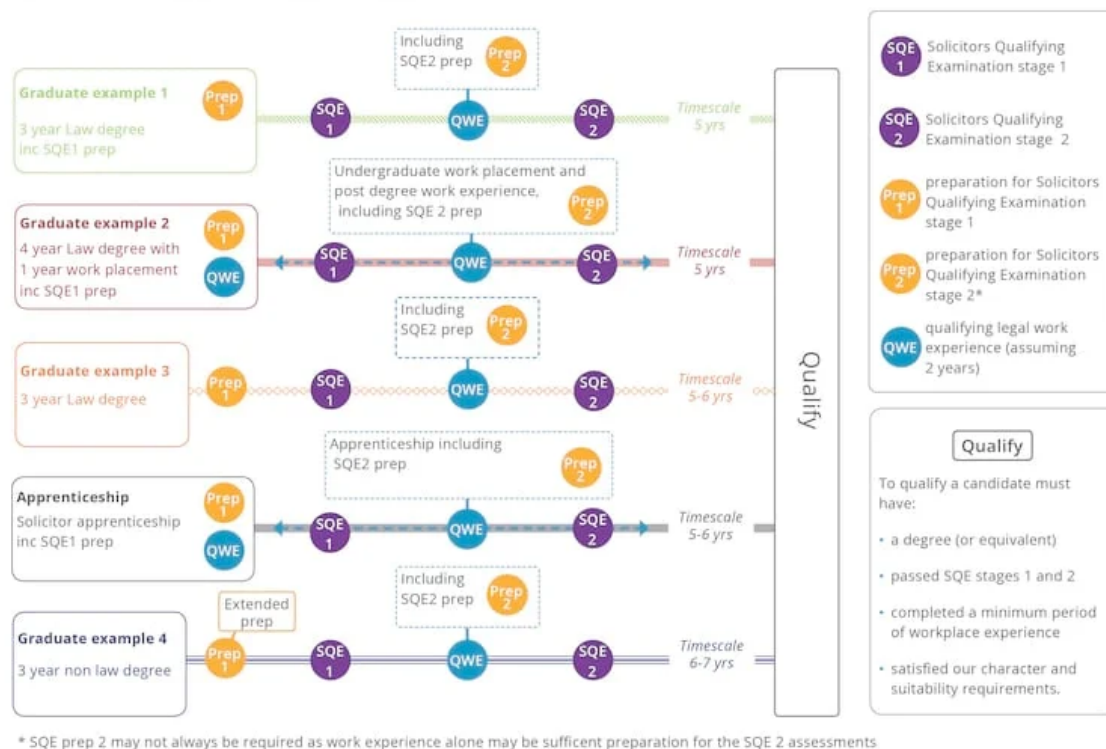 Including
SQE2 prep
Prep
2
Graduate example 1
3 year Law degree
inc SQE1 prep
Prep
1
SQE
1
QWE
SQE
2
Timescale
5 yrs
Undergraduate work placement and
post degree work experience,
including SQE 2 prep
Prep
2
Graduate example 2
4 year Law degree with
1 year work placement
inc SQE1 prep
Prep
1
QWE
SQE
1
QWE
SQE
2
Timescale
5 yrs
Including
SQE2 prep
Prep
2
Graduate example 3
3 year Law degree
Prep
1
SQE
1
QWE
SQE
2
Timescale
5-6 yrs
Apprenticeship including
SQE2 prep
Prep
2
Apprenticeship
Solicitor apprenticeship
inc SQE1 prep
Prep
1
QWE
SQE
1
QWE
SQE
2
Timescale
5-6 yrs
Including
SQE2 prep
Prep
2
Extended
prep
Graduate example 4
3 year non law degree
Prep
1
SQE
1
QWE
SQE
2
Timescale
6-7 yrs
Qualify
SQE
1
Solicitors Qualifying
Examination stage 1
SQE
2
Solicitors Qualifying
Examination stage 2
Prep
1
preparation for Solicitors
Qualifying Examination
stage 1
Prep
2
preparation for Solicitors
Qualifying Examination
stage 2*
QWE
qualifying legal work
experience (assuming
2 years)
Qualify
To qualify a candidate must
have:
• a degree (or equivalent)
• passed SQE stages 1 and 2
• completed a minimum period
of workplace experience
• satisfied our character and
suitability requirements.
* SQE prep 2 may not always be required as work experience alone may be sufficent preparation for the SQE 2 assessments